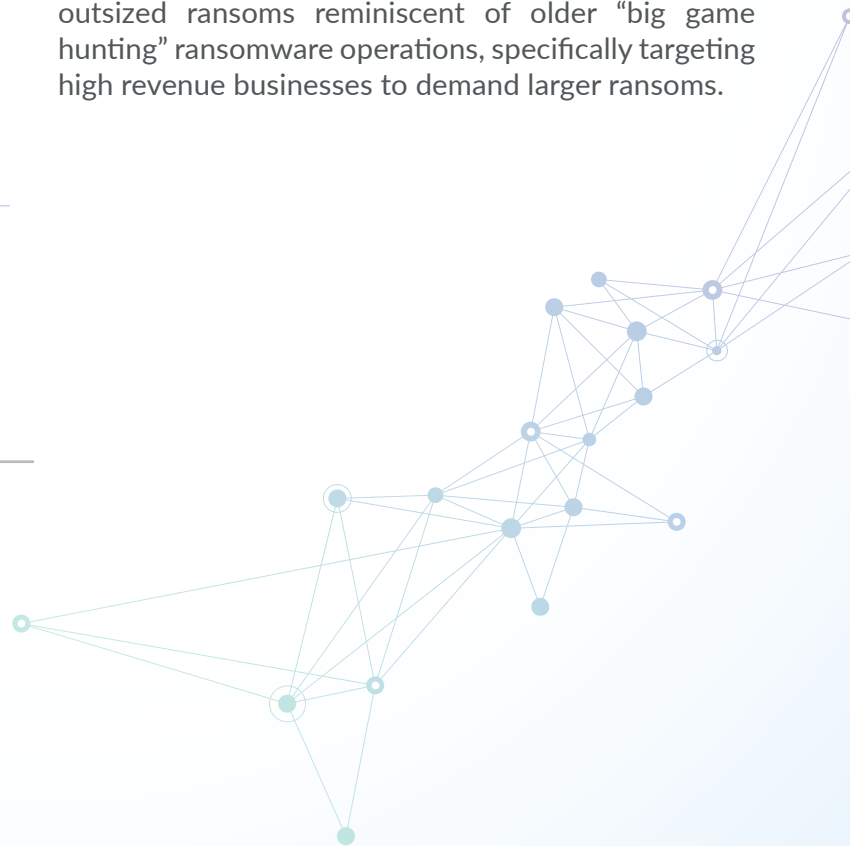 outsized ransoms reminiscent of older “big game
hunting” ransomware operations, specifically targeting
high revenue businesses to demand larger ransoms.